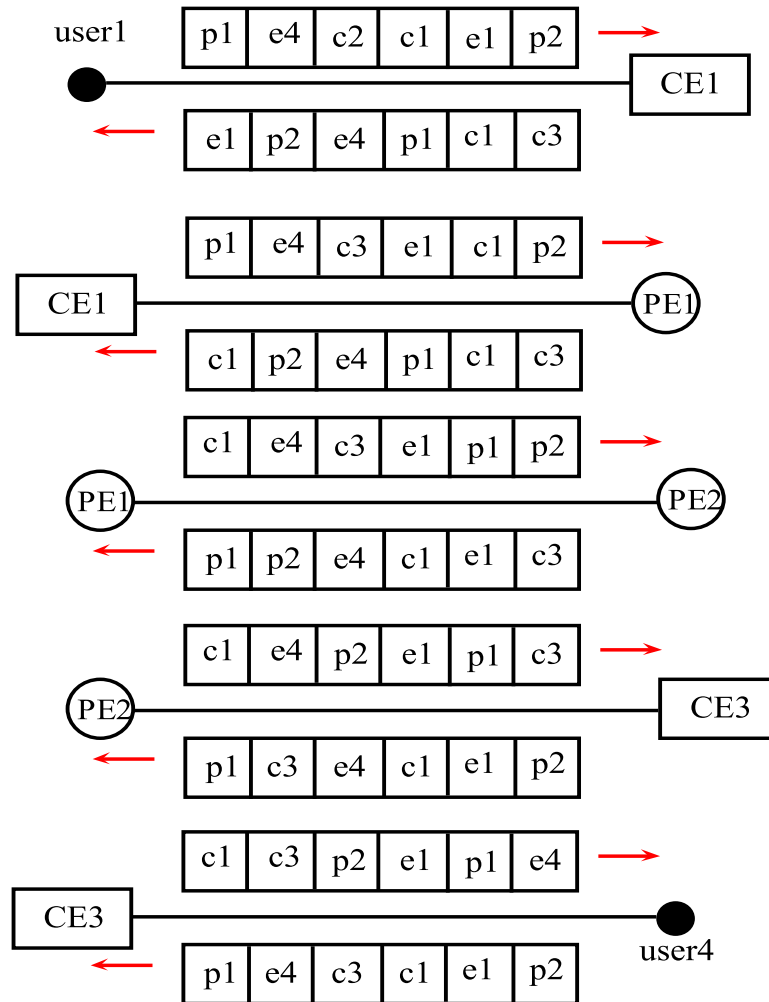 p1 e4 c2 c1 e1 p2
user1
CE1
e1 p2 e4 p1 c1 c3
p1 e4 c3 e1 c1 p2
CE1 PE1
c1 p2 e4 p1 c1 c3
c1 e4 c3 e1 p1 p2
PE1 PE2
p1 p2 e4 c1 e1 c3
c1 e4 p2 e1 p1 c3
PE2 CE3
p1 c3 e4 c1 e1 p2
c1 c3 p2 e1 p1 e4
CE3
user4
p1 e4 c3 c1 e1 p2